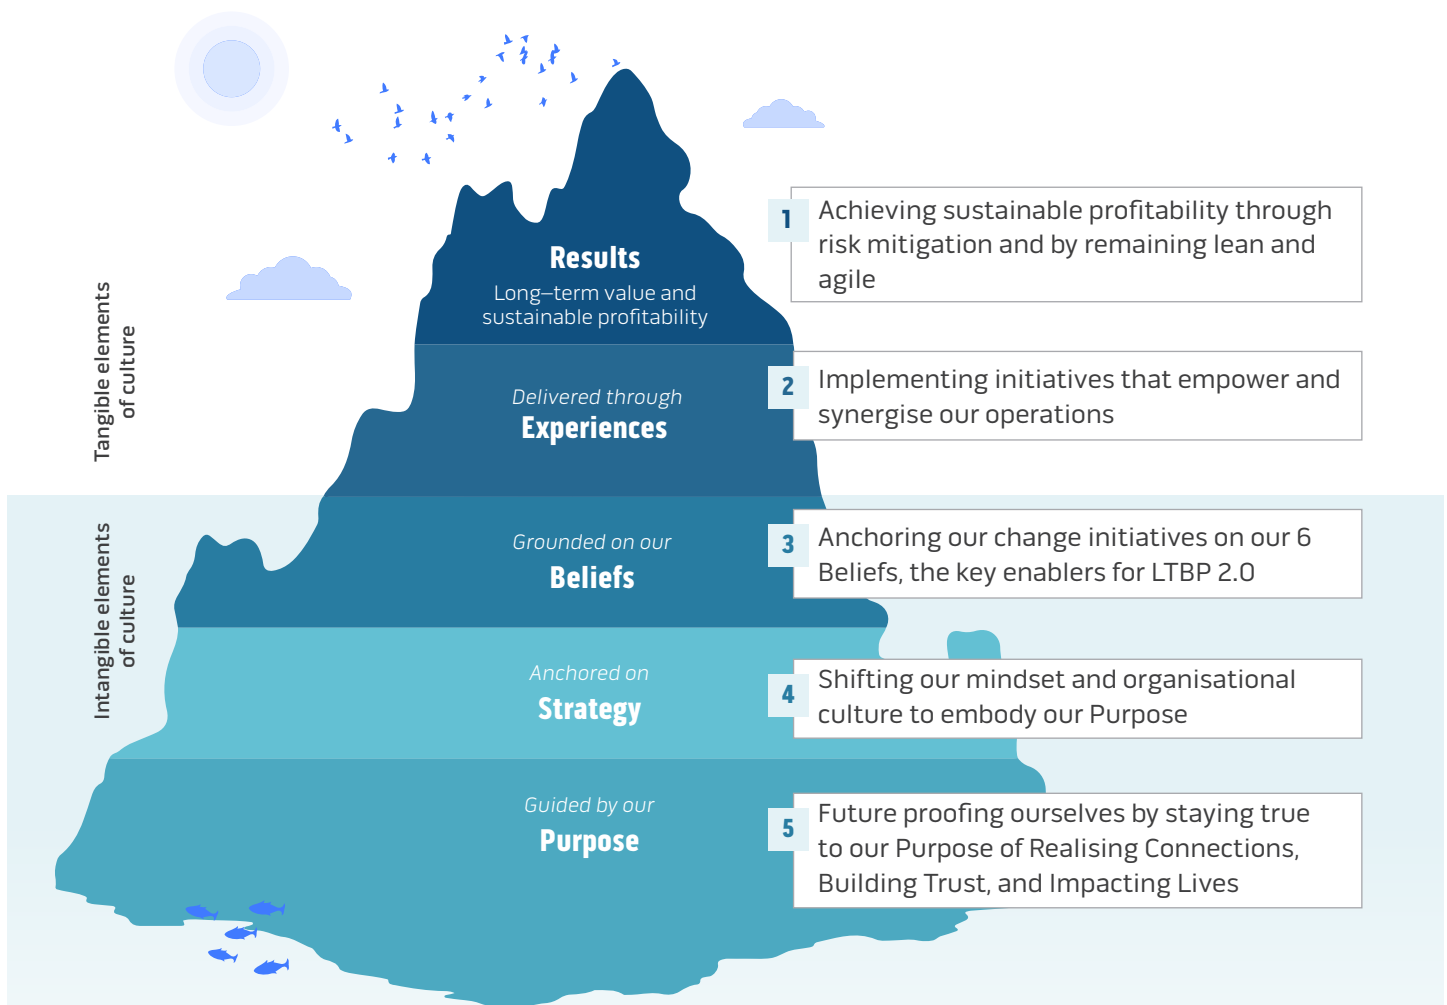 Tangible elements
of culture
Results
Long–term value and
sustainable profitability
1
Achieving sustainable profitability through
risk mitigation and by remaining lean and
agile
Delivered through
Experiences
2
Implementing initiatives that empower and
synergise our operations
Intangible elements
of culture
Grounded on our
Beliefs
3
Anchoring our change initiatives on our 6
Beliefs, the key enablers for LTBP 2.0
Anchored on
Strategy
4
Shifting our mindset and organisational
culture to embody our Purpose
Guided by our
Purpose
5
Future proofing ourselves by staying true
to our Purpose of Realising Connections,
Building Trust, and Impacting Lives